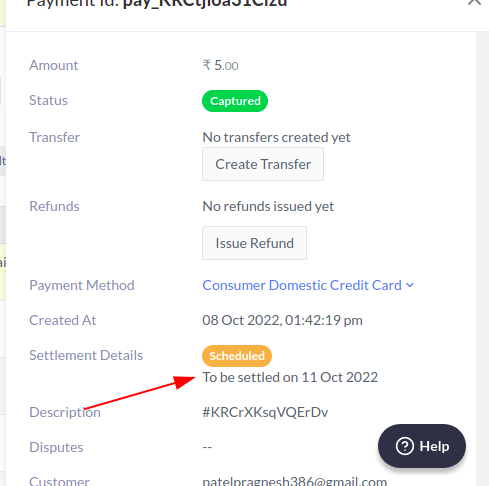 Payment Id: pay_KRCtjI0a31Cizu
Amount
₹ 5.00
Status
Captured
Transfer
No transfers created yet
Create Transfer
Refunds
No refunds issued yet
Issue Refund
Payment Method
Consumer Domestic Credit Card
Created At
08 Oct 2022, 01:42:19 pm
Settlement Details
Scheduled
To be settled on 11 Oct 2022
Description
#KRCrXKsqVQErDv
Disputes
--
Help
Customer
patelpragnesh386@gmail.com